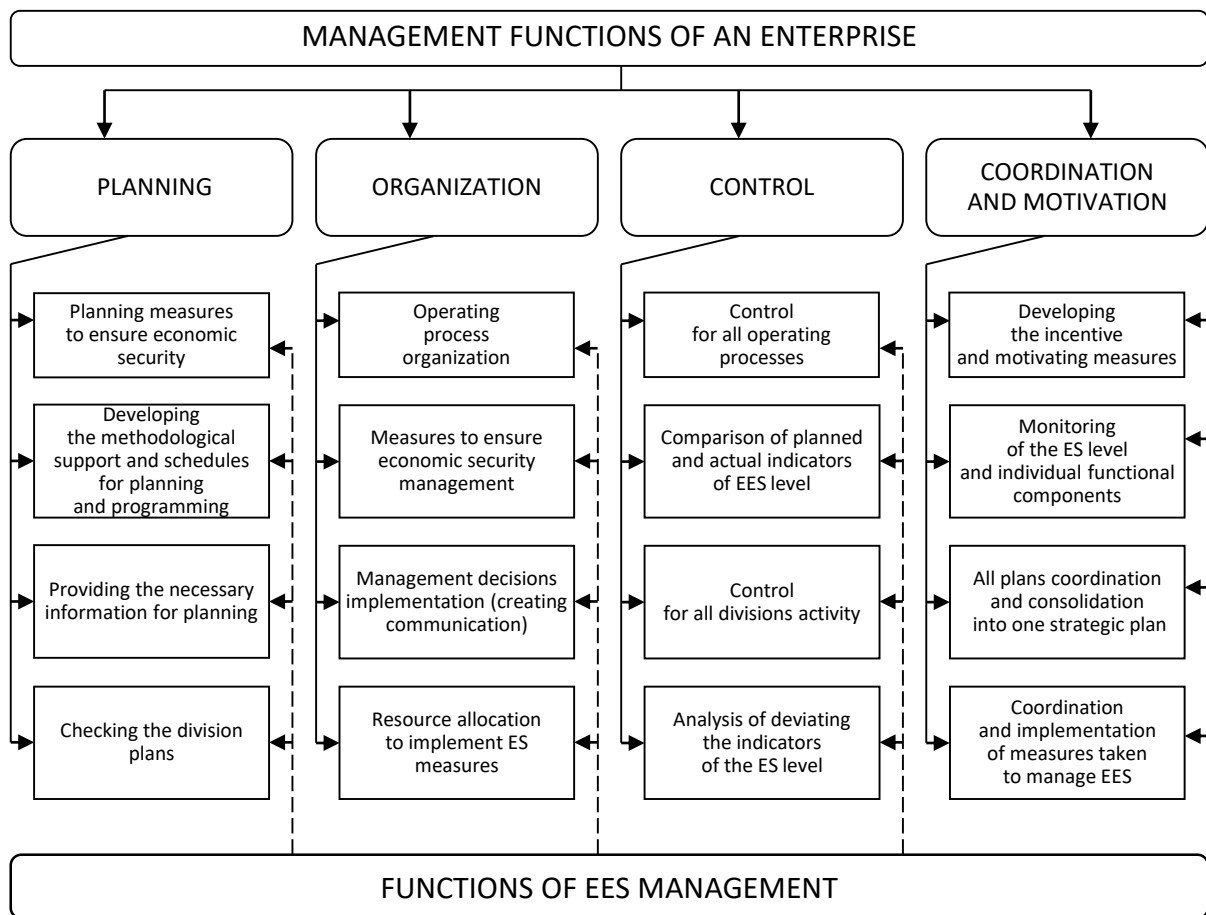 MANAGEMENT FUNCTIONS OF AN ENTERPRISE
PLANNING
ORGANIZATION
CONTROL
COORDINATION
AND MOTIVATION
Planning measures
to ensure economic
security
Developing
the methodological
support and schedules
for planning
and programming
Providing the necessary
information for planning
Checking the division
plans
Operating
process
organization
Measures to ensure
economic security
management
Management decisions
implementation (creating
communication)
Resource allocation
to implement ES
measures
Control
for all operating
processes
Comparison of planned
and actual indicators
of EES level
Control
for all divisions activity
Analysis of deviating
the indicators
of the ES level
Developing
the incentive
and motivating measures
Monitoring
of the ES level
and individual functional
components
All plans coordination
and consolidation
into one strategic plan
Coordination
and implementation
of measures taken
to manage EES
FUNCTIONS OF EES MANAGEMENT